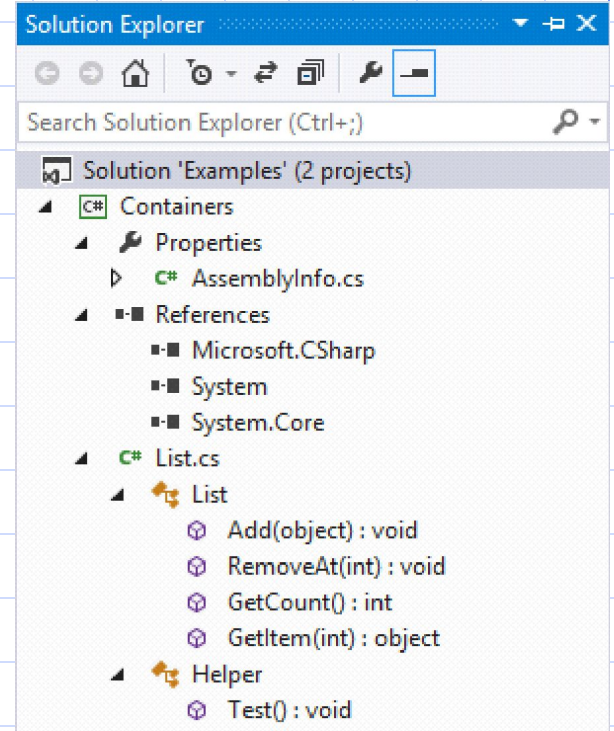 Solution Explorer
Search Solution Explorer (Ctrl+;)
Solution 'Examples' (2 projects)
C# Containers
Properties
C# AssemblyInfo.cs
References
Microsoft.CSharp
System
System.Core
C# List.cs
List
Add(object) : void
RemoveAt(int) : void
GetCount() : int
GetItem(int) : object
Helper
Test() : void